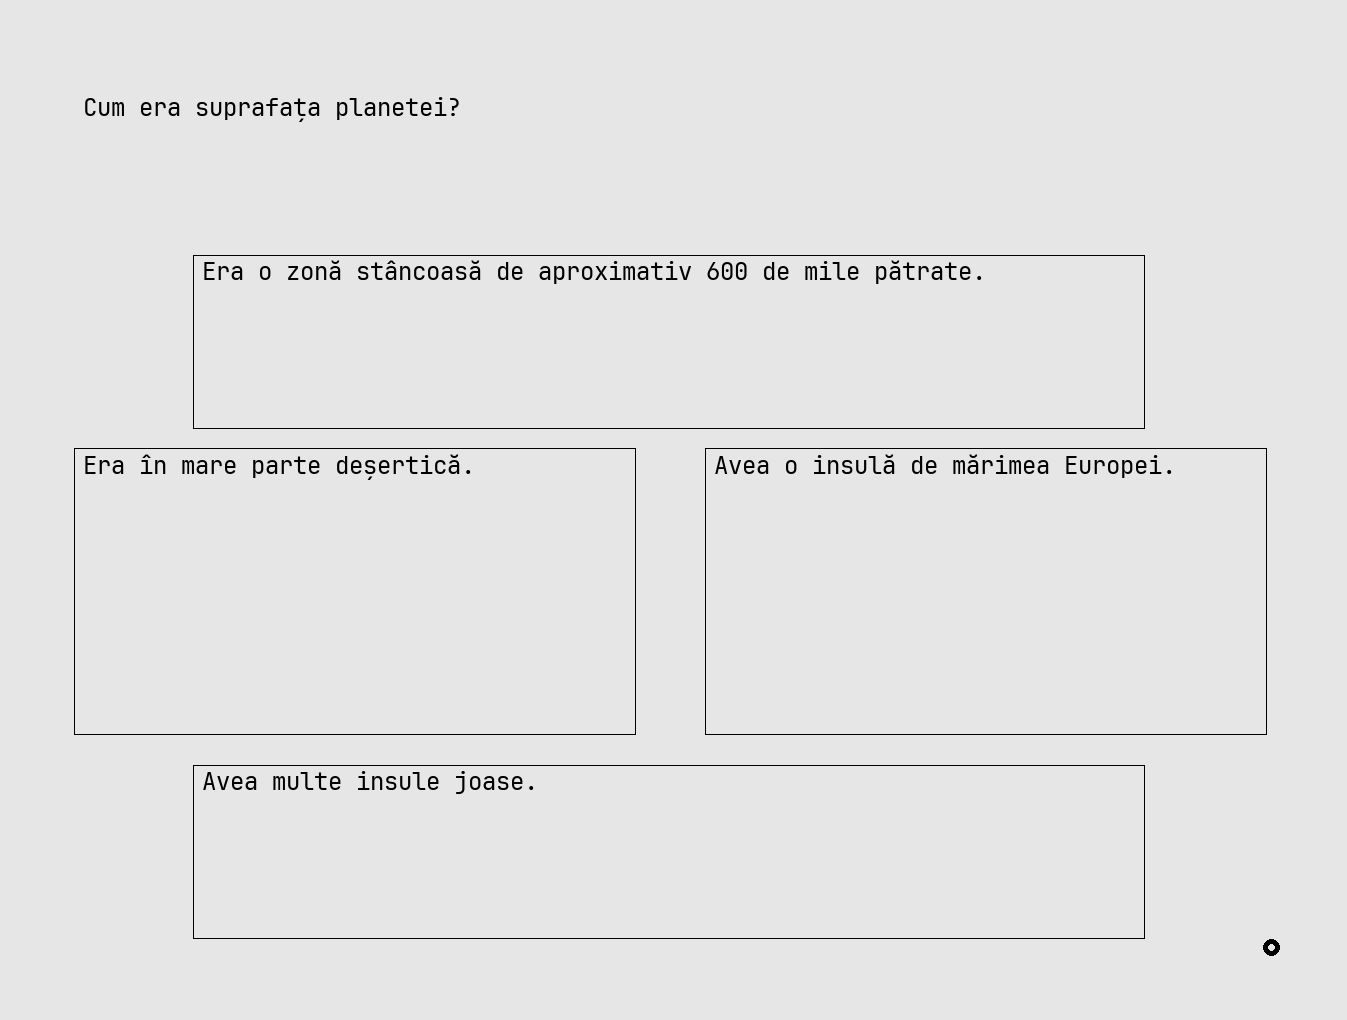 Cum era suprafața planetei?
Era o zonă stâncoasă de aproximativ 600 de mile pătrate.
Era în mare parte deșertică.
Avea o insulă de mărimea Europei.
Avea multe insule joase.